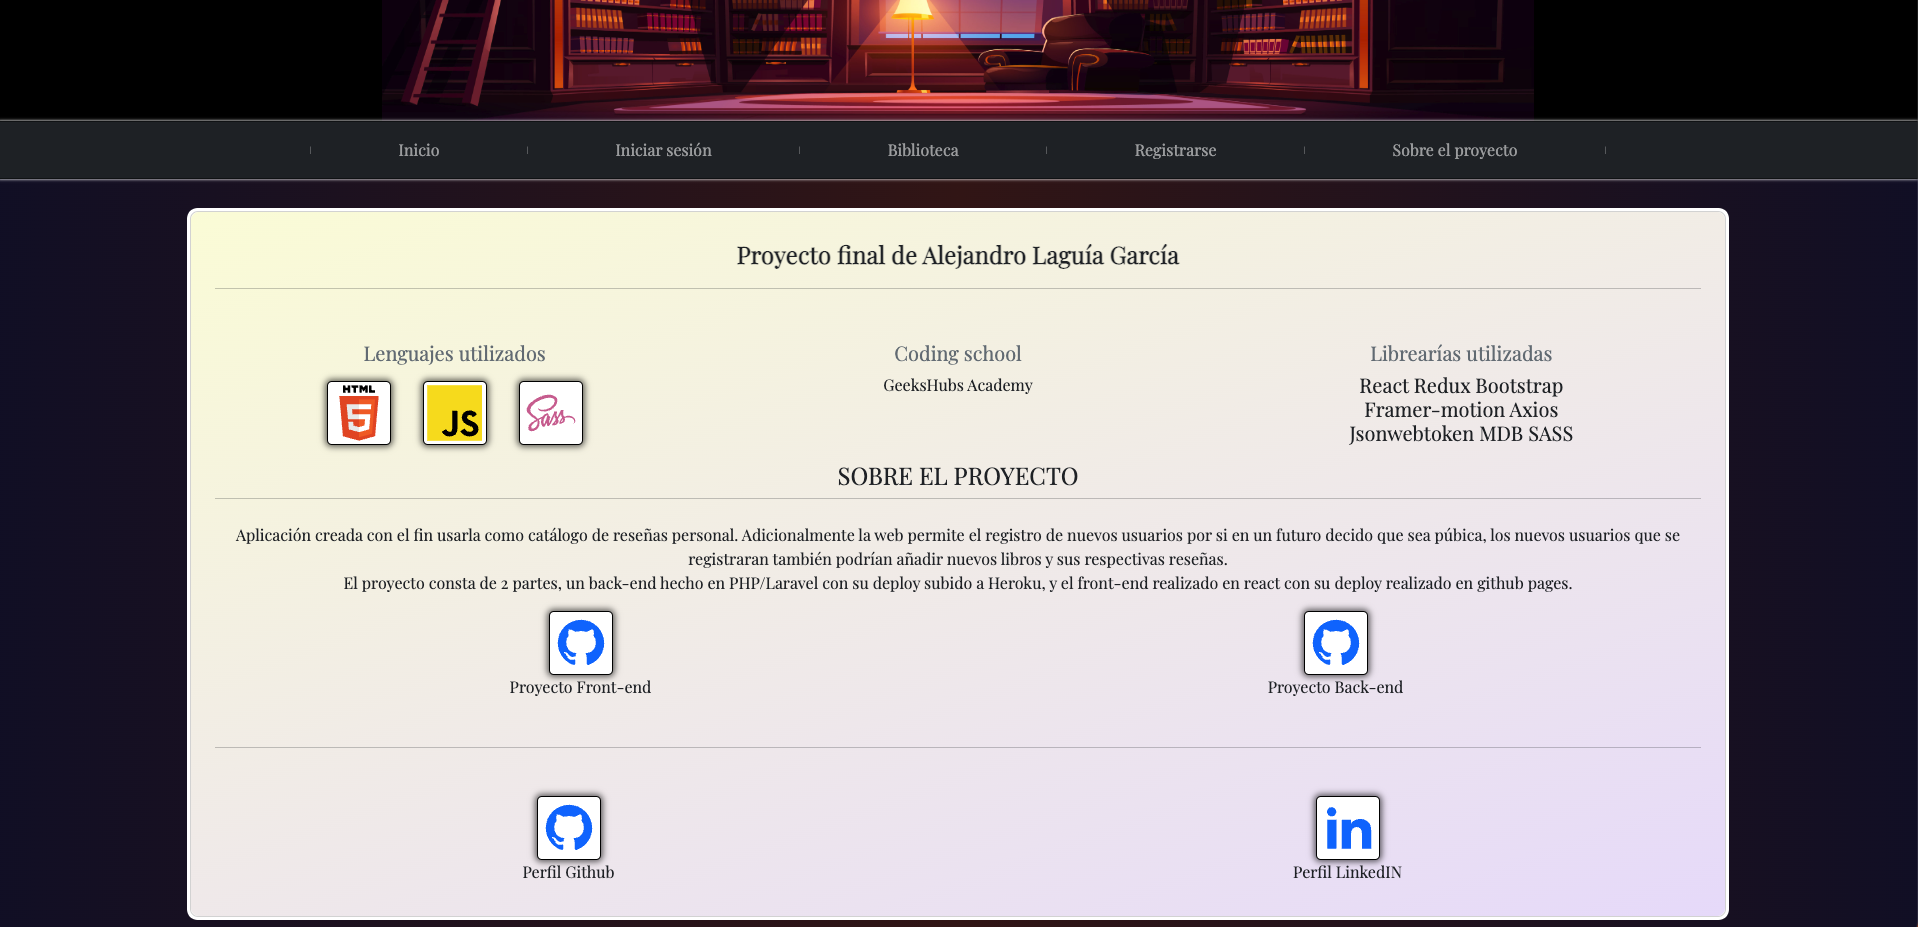 Inicio
Iniciar sesión
Biblioteca
Registrarse
Sobre el proyecto
Proyecto final de Alejandro Laguía García
Lenguajes utilizados
HTML
5
JS
Sass
Coding school
GeeksHubs Academy
Librearías utilizadas
React Redux Bootstrap
Framer-motion Axios
Jsonwebtoken MDB SASS
SOBRE EL PROYECTO
Aplicación creada con el fin usarla como catálogo de reseñas personal. Adicionalmente la web permite el registro de nuevos usuarios por si en un futuro decido que sea púbica, los nuevos usuarios que se
registraran también podrían añadir nuevos libros y sus respectivas reseñas.
El proyecto consta de 2 partes, un back-end hecho en PHP/Laravel con su deploy subido a Heroku, y el front-end realizado en react con su deploy realizado en github pages.
Proyecto Front-end
Proyecto Back-end
in
Perfil Github
Perfil LinkedIN